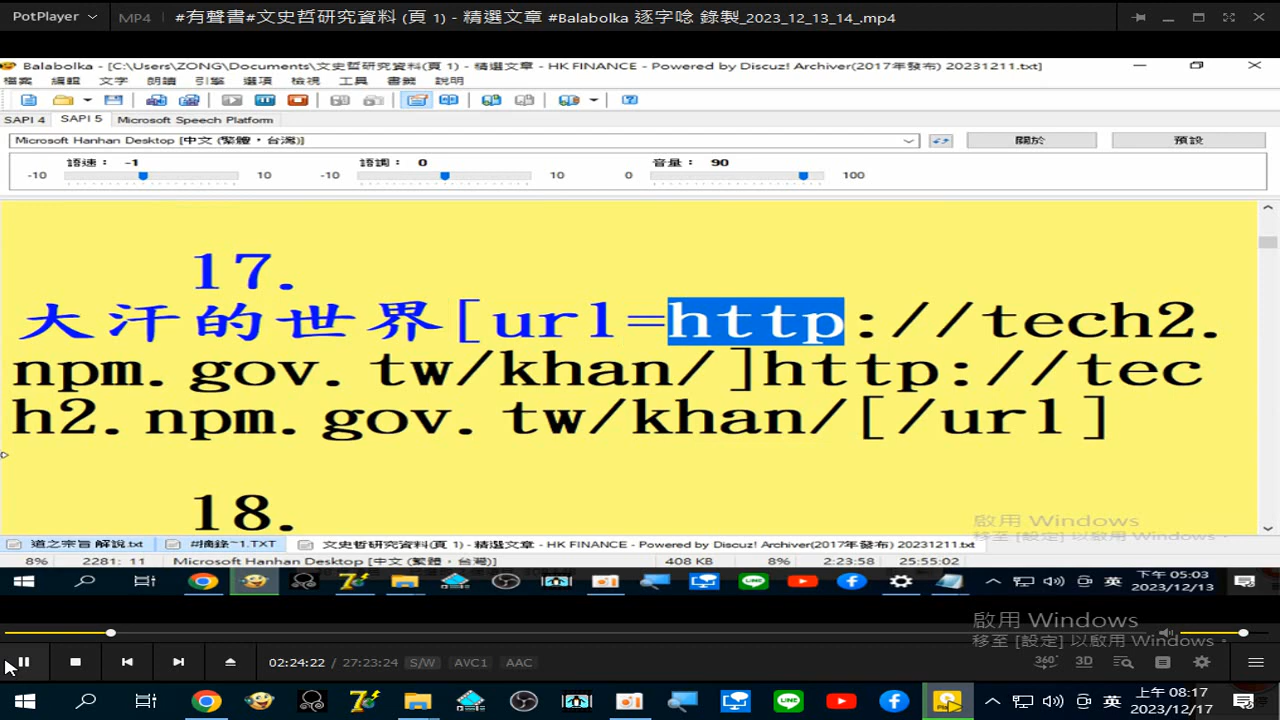 PotPlayer MP4 #有聲書#文史哲研究資料 (頁 1) - 精選文章 #Balabolka 逐字唸 錄製_2023_12_13_14_.mp4
Balabolka - [C:\Users\ZONG\Documents\文史哲研究資料(頁 1) - 精選文章 - HK FINANCE - Powered by Discuz! Archiver(2017年發布) 20231211.txt]
檔案 編輯 文字 朗讀 引擎 選項 檢視 工具 書籤 說明
SAPI 4 SAPI 5 Microsoft Speech Platform
Microsoft Hanhan Desktop [中文 (繁體，台灣)] 關於 預設
語速： -1 語調： 0 音量： 90
-10 10 -10 10 0 100
17.
大汗的世界[url=http://tech2.
npm.gov.tw/khan/]http://tec
h2.npm.gov.tw/khan/[/url]
18.
啟用 Windows
移至 [設定] 以啟用 Windows。
道之宗旨 解說.txt #摘錄~1.TXT 文史哲研究資料(頁 1) - 精選文章 - HK FINANCE - Powered by Discuz! Archiver(2017年發布) 20231211.txt
8% 2281: 11 Microsoft Hanhan Desktop [中文 (繁體，台灣)] 408 KB 8% 2:23:58 25:55:02
英 下午 05:03
2023/12/13
啟用 Windows
移至 [設定] 以啟用 Windows。
02:24:22 / 27:23:24 S/W AVC1 AAC 360° 3D
英 上午 08:17
2023/12/17